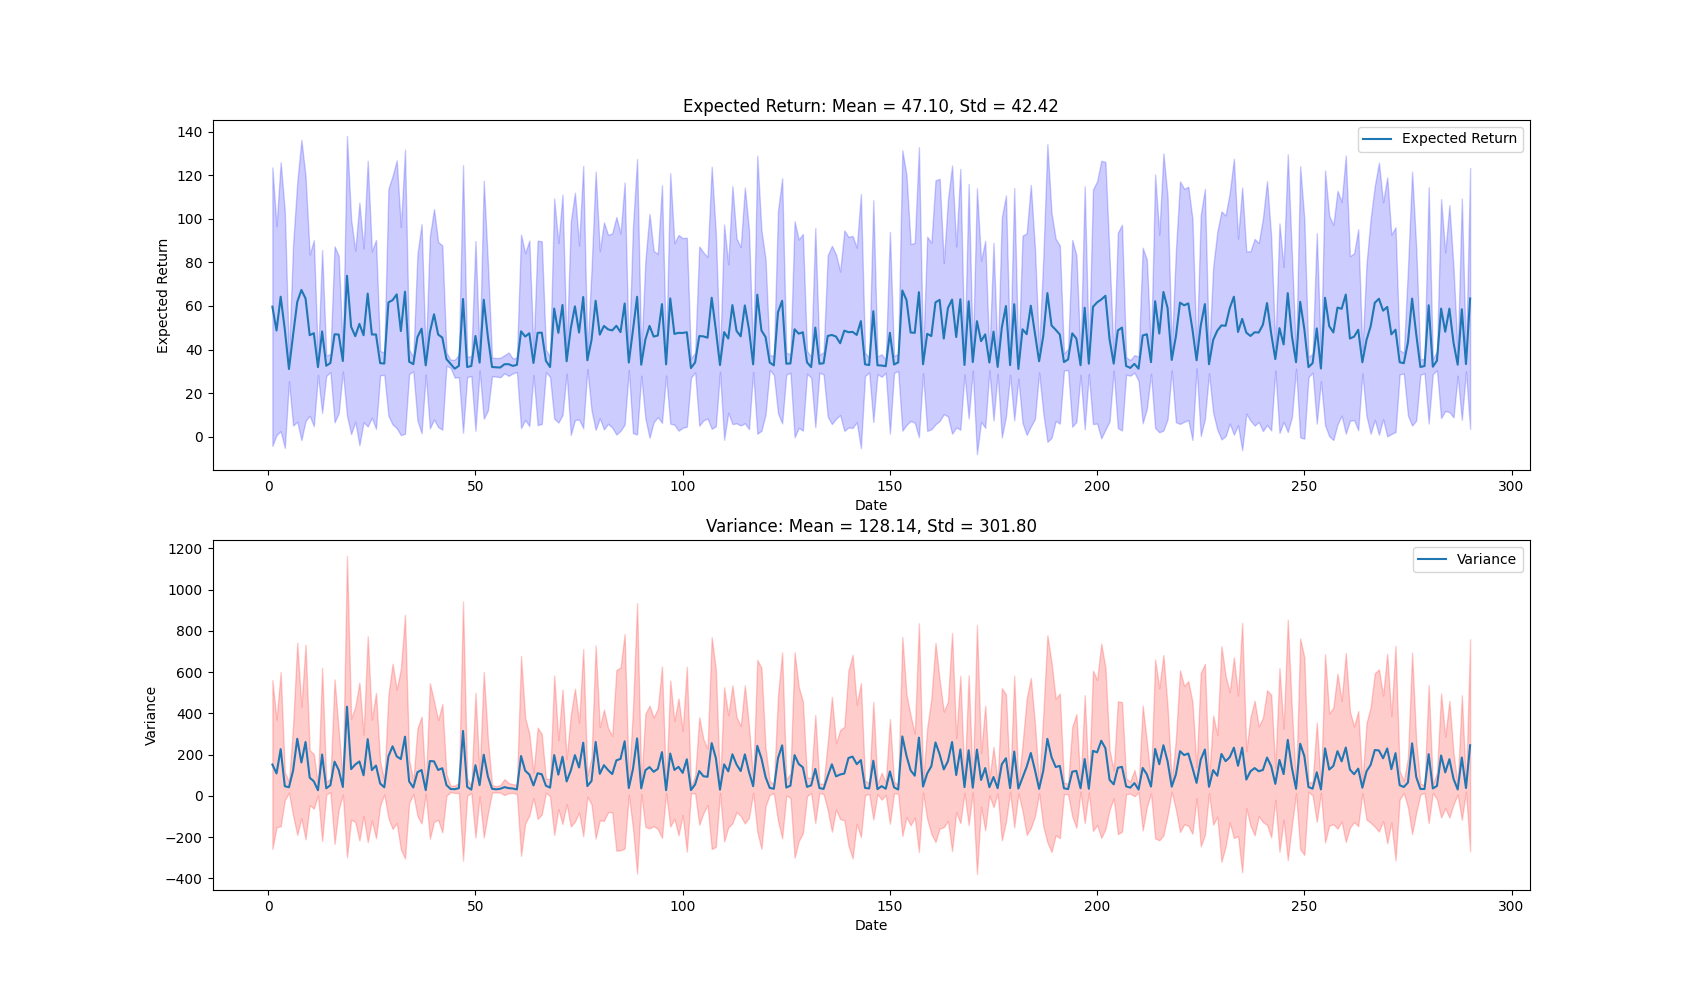 Expected Return: Mean = 47.10, Std = 42.42
Expected Return
140
120
100
80
60
40
20
0
Expected Return
0 50 100 150 200 250 300
Date
Variance: Mean = 128.14, Std = 301.80
Variance
1200
1000
800
600
400
200
0
−200
−400
Variance
0 50 100 150 200 250 300
Date